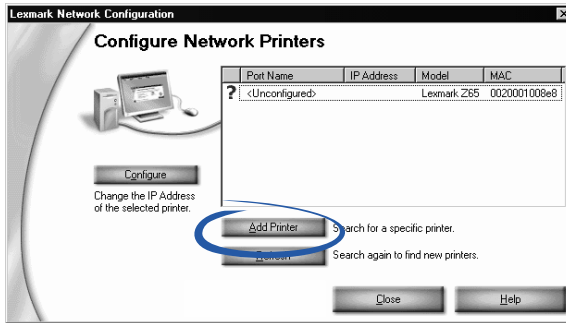 Lexmark Network Configuration
Configure Network Printers
Port Name IP Address Model MAC
? <Unconfigured> Lexmark Z65 0020001008e8
Configure
Change the IP Address
of the selected printer.
Add Printer Search for a specific printer.
Refresh Search again to find new printers.
Close Help